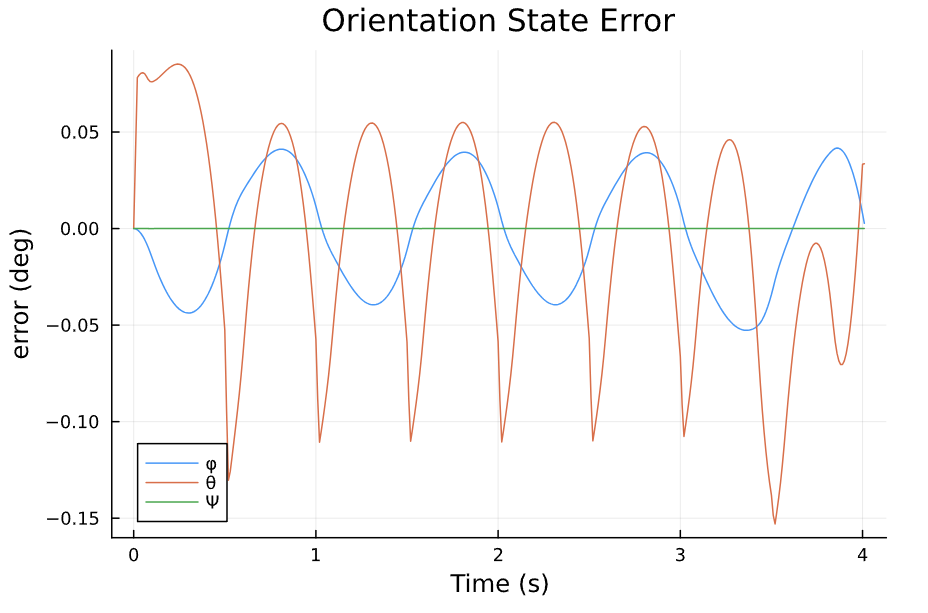 Orientation State Error
error (deg)
0.05
0.00
−0.05
−0.10
−0.15
φ
θ
Ψ
0
1
2
3
4
Time (s)